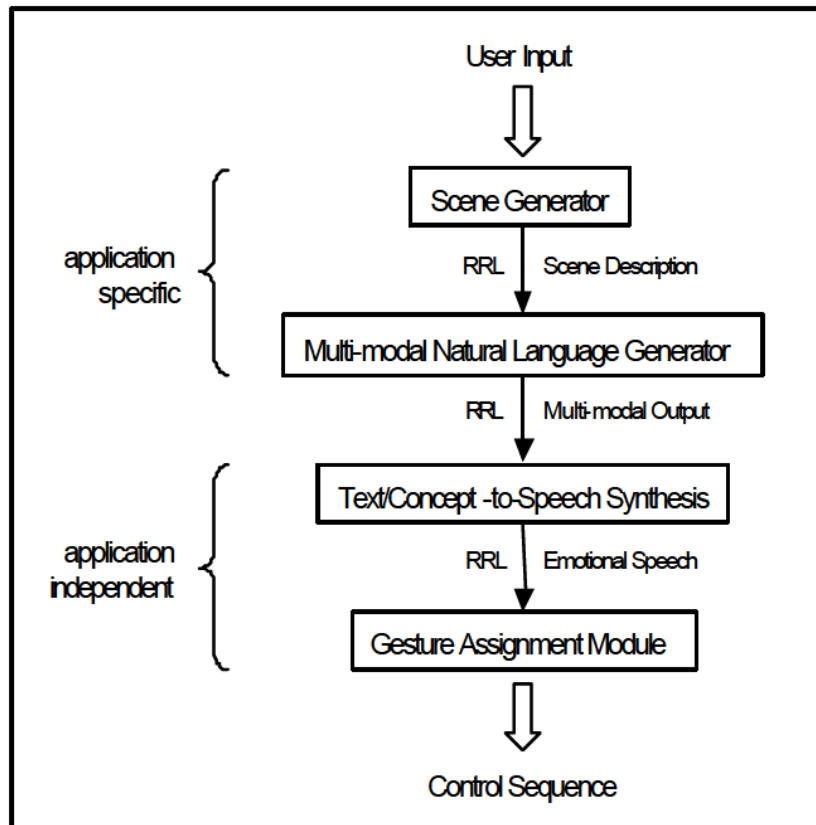 User Input
Scene Generator
RRL Scene Description
application
specific
Multi-modal Natural Language Generator
RRL Multi-modal Output
Text/Concept -to-Speech Synthesis
application
independent
RRL Emotional Speech
Gesture Assignment Module
Control Sequence